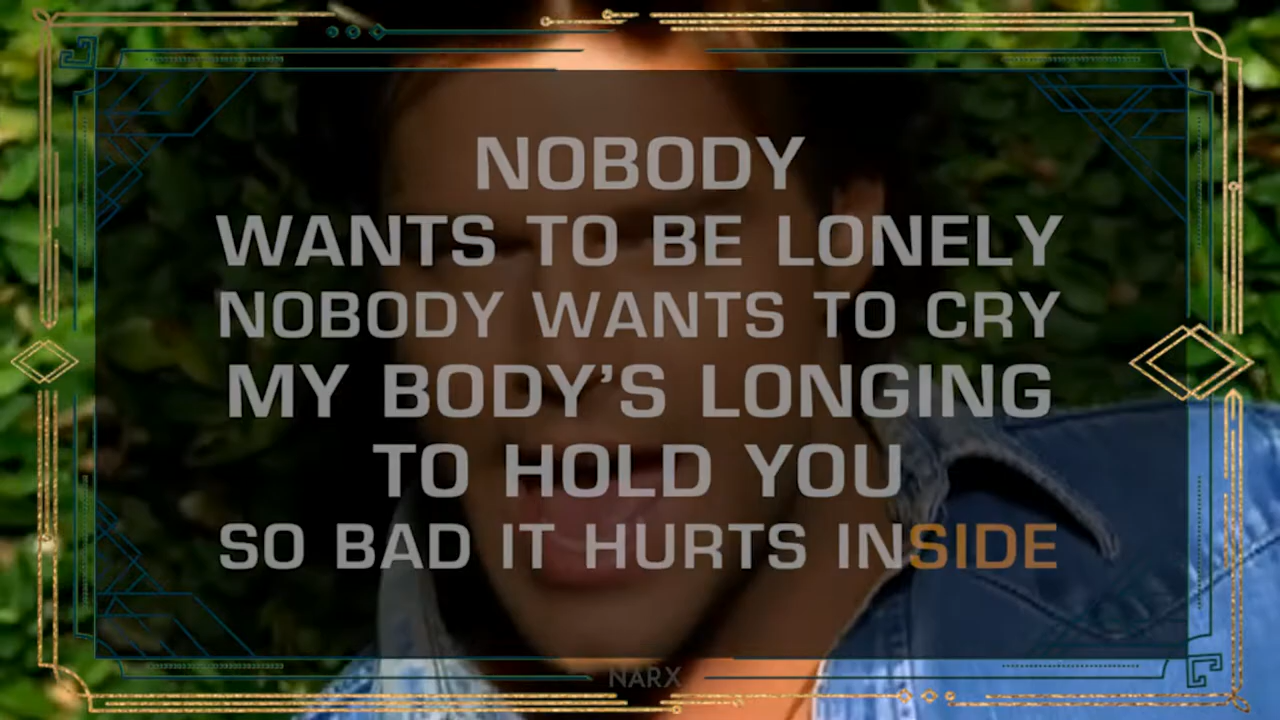 NOBODY
WANTS TO BE LONELY
NOBODY WANTS TO CRY
MY BODY’S LONGING
TO HOLD YOU
SO BAD IT HURTS INSIDE
NARX